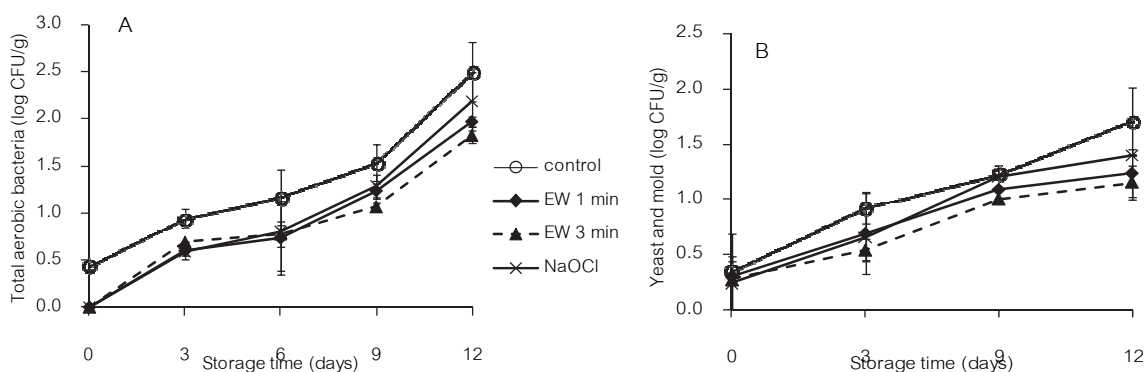 A
Total aerobic bacteria (log CFU/g)
3.0
2.5
2.0
1.5
1.0
0.5
0.0
0 3 6 9 12
Storage time (days)
control
EW 1 min
EW 3 min
NaOCl
B
Yeast and mold (log CFU/g)
2.5
2.0
1.5
1.0
0.5
0.0
0 3 9 12
Storage time (days)